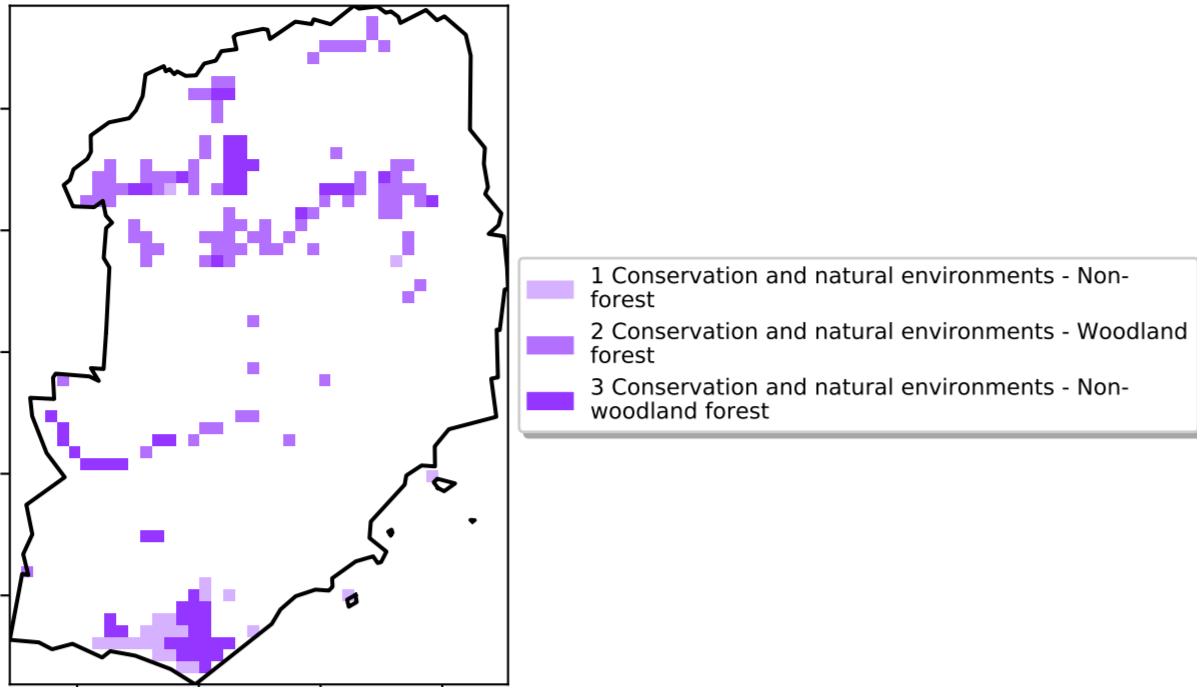 1 Conservation and natural environments - Non-
forest
2 Conservation and natural environments - Woodland
forest
3 Conservation and natural environments - Non-
woodland forest